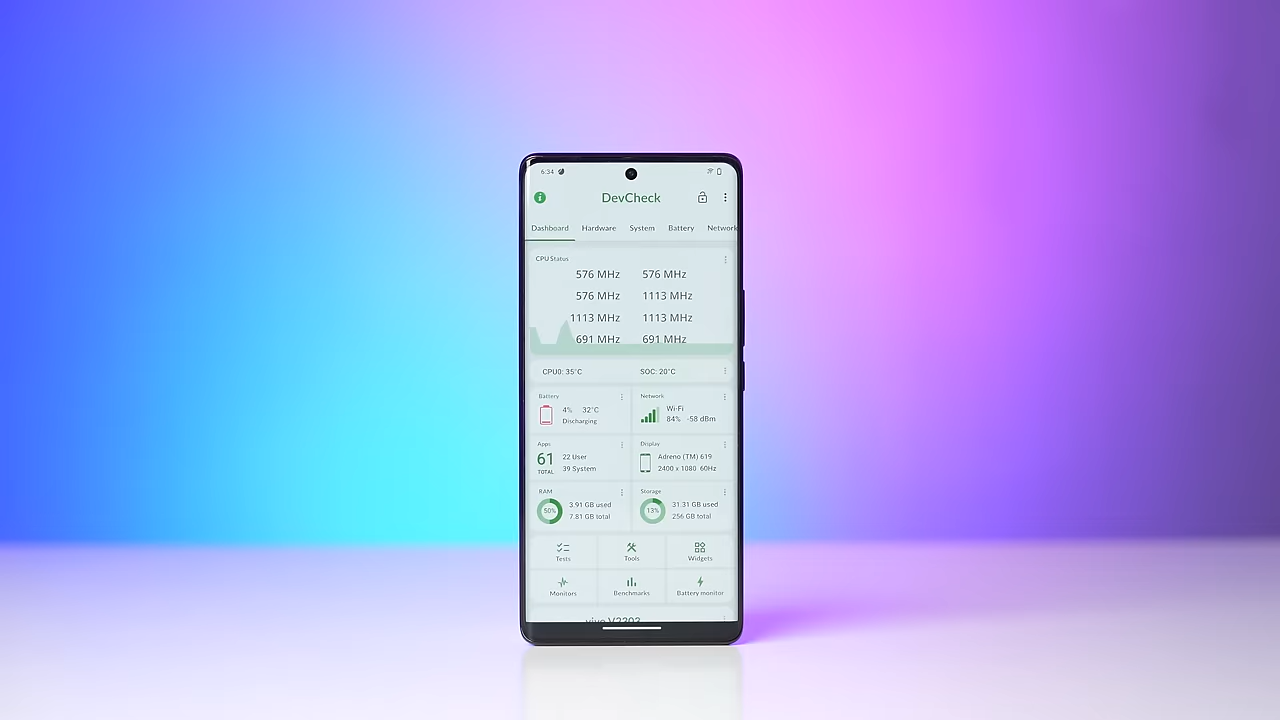 6:34
DevCheck
Dashboard Hardware System Battery Network
CPU Status
576 MHz 576 MHz
576 MHz 1113 MHz
1113 MHz 1113 MHz
691 MHz 691 MHz
CPU0: 35°C SOC: 20°C
Battery
4% 32°C
Discharging
Network
Wi-Fi
84% -58 dBm
Apps
61
TOTAL
22 User
39 System
Display
Adreno (TM) 619
2400 x 1080 60Hz
RAM
50%
3.91 GB used
7.81 GB total
Storage
13%
31.31 GB used
256 GB total
Tests Tools Widgets
Monitors Benchmarks Battery monitor
vivo V2303